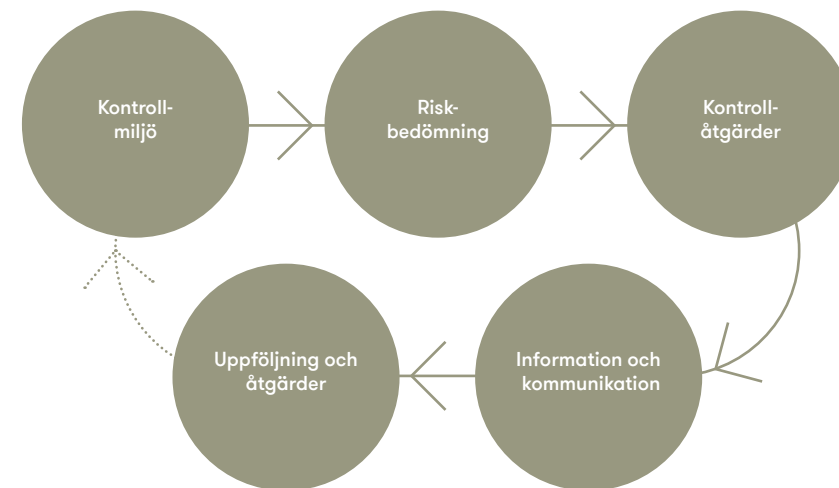 Kontroll-
miljö
Risk-
bedömning
Kontroll-
åtgärder
Uppföljning och
åtgärder
Information och
kommunikation